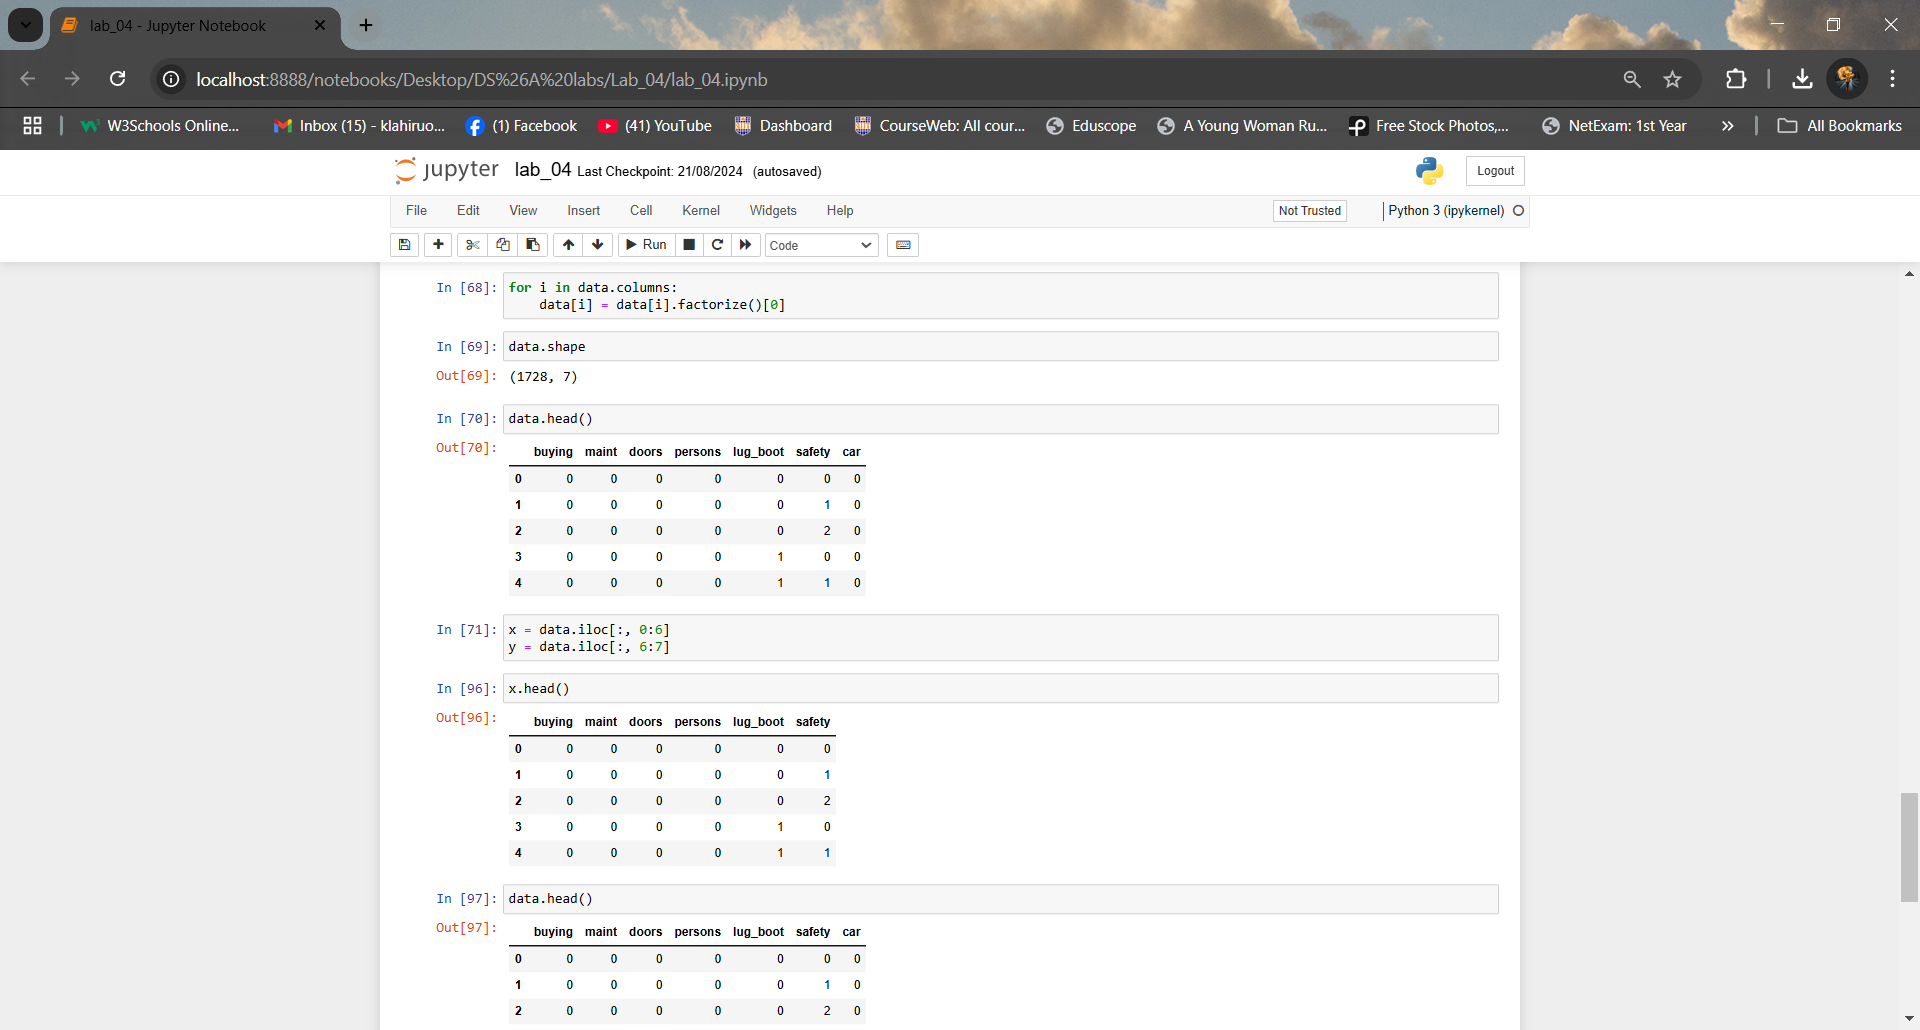 lab_04 - Jupyter Notebook
localhost:8888/notebooks/Desktop/DS%26A%20labs/Lab_04/lab_04.ipynb
W3Schools Online... Inbox (15) - klahiruo... (1) Facebook (41) YouTube Dashboard CourseWeb: All cour... Eduscope A Young Woman Ru... Free Stock Photos,... NetExam: 1st Year » All Bookmarks
jupyter lab_04 Last Checkpoint: 21/08/2024 (autosaved) Logout
File Edit View Insert Cell Kernel Widgets Help Not Trusted Python 3 (ipykernel)
Run Code
In [68]: for i in data.columns:
data[i] = data[i].factorize()[0]
In [69]: data.shape
Out[69]: (1728, 7)
In [70]: data.head()
Out[70]:
buying maint doors persons lug_boot safety car
0 0 0 0 0 0 0 0
1 0 0 0 0 0 1 0
2 0 0 0 0 0 2 0
3 0 0 0 0 1 0 0
4 0 0 0 0 1 1 0
In [71]: x = data.iloc[:, 0:6]
y = data.iloc[:, 6:7]
In [96]: x.head()
Out[96]:
buying maint doors persons lug_boot safety
0 0 0 0 0 0 0
1 0 0 0 0 0 1
2 0 0 0 0 0 2
3 0 0 0 0 1 0
4 0 0 0 0 1 1
In [97]: data.head()
Out[97]:
buying maint doors persons lug_boot safety car
0 0 0 0 0 0 0 0
1 0 0 0 0 0 1 0
2 0 0 0 0 0 2 0